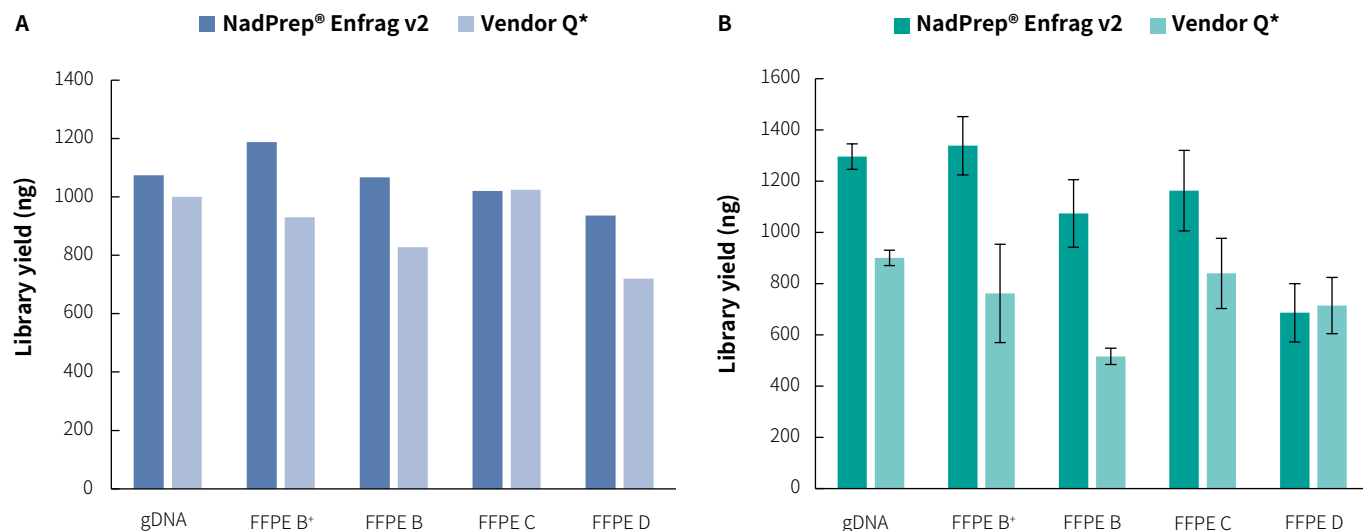 A
NadPrep® Enfrag v2
Vendor Q*
Library yield (ng)
1400
1200
1000
800
600
400
200
0
gDNA
FFPE B⁺
FFPE B
FFPE C
FFPE D
B
NadPrep® Enfrag v2
Vendor Q*
Library yield (ng)
1600
1400
1200
1000
800
600
400
200
0
gDNA
FFPE B⁺
FFPE B
FFPE C
FFPE D